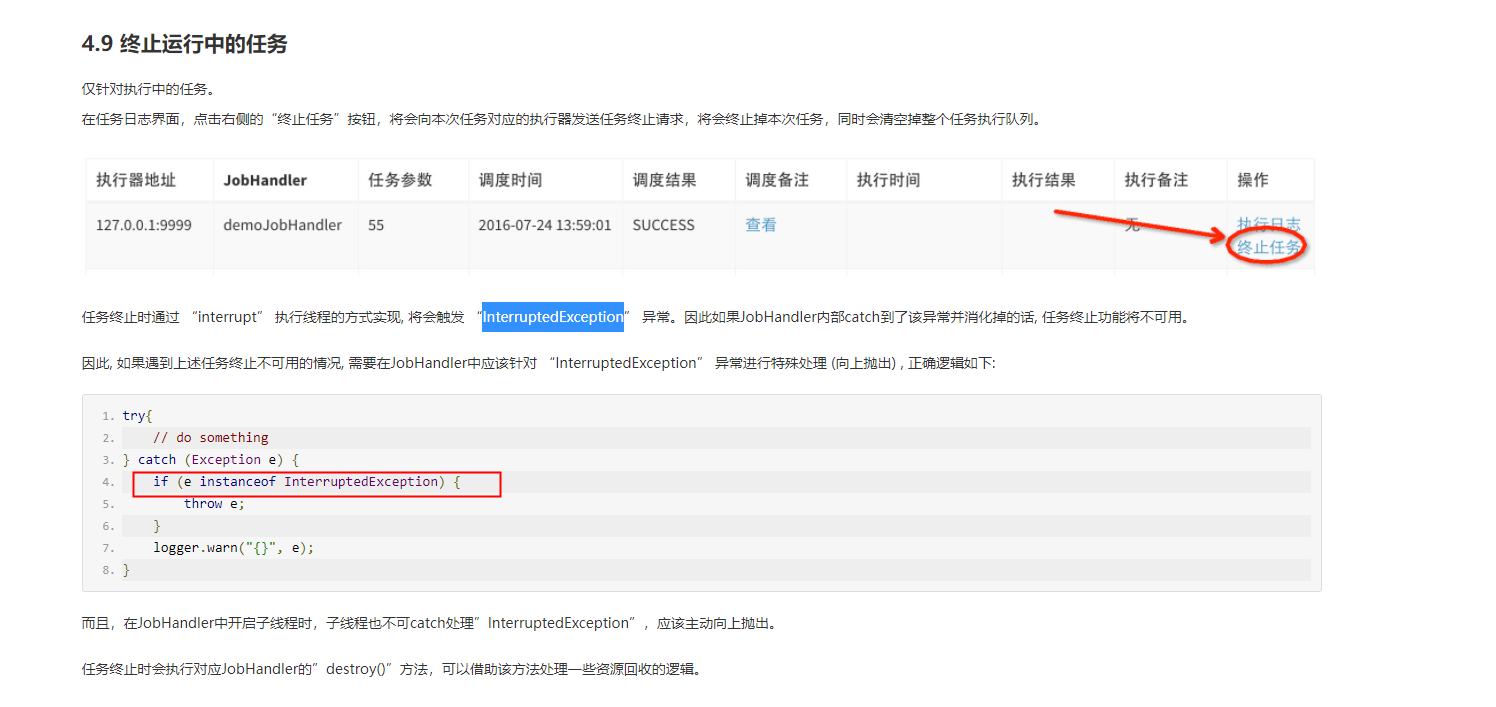 4.9 终止运行中的任务
仅针对执行中的任务。
在任务日志界面，点击右侧的“终止任务”按钮，将会向本次任务对应的执行器发送任务终止请求，将会终止掉本次任务，同时会清空掉整个任务执行队列。
执行器地址 JobHandler 任务参数 调度时间 调度结果 调度备注 执行时间 执行结果 执行备注 操作
127.0.0.1:9999 demoJobHandler 55 2016-07-24 13:59:01 SUCCESS 查看 无 执行日志
终止任务
任务终止时通过 “interrupt” 执行线程的方式实现, 将会触发 “InterruptedException” 异常。因此如果JobHandler内部catch到了该异常并消化掉的话, 任务终止功能将不可用。
因此, 如果遇到上述任务终止不可用的情况, 需要在JobHandler中应该针对 “InterruptedException” 异常进行特殊处理 (向上抛出) , 正确逻辑如下:
1. try{
2. // do something
3. } catch (Exception e) {
4. if (e instanceof InterruptedException) {
5. throw e;
6. }
7. logger.warn("{}", e);
8. }
而且，在JobHandler中开启子线程时，子线程也不可catch处理”InterruptedException”，应该主动向上抛出。
任务终止时会执行对应JobHandler的”destroy()”方法，可以借助该方法处理一些资源回收的逻辑。